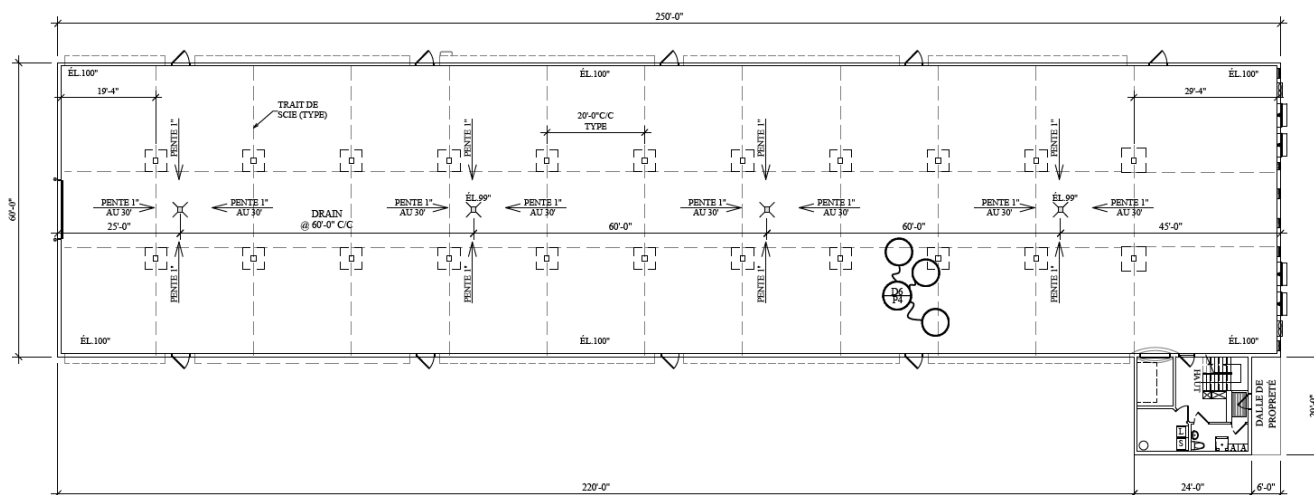 250'-0"
ÉL.100"
ÉL.100"
ÉL.100"
19'-4"
29'-4"
TRAIT DE
SCIE (TYPE)
20'-0"C/C
TYPE
PENTE 1"
PENTE 1"
PENTE 1"
PENTE 1"
60'-0"
ÉL.99"
ÉL.99"
PENTE 1"
AU 30'
PENTE 1"
AU 30'
PENTE 1"
AU 30'
PENTE 1"
AU 30'
PENTE 1"
AU 30'
PENTE 1"
AU 30'
PENTE 1"
AU 30'
PENTE 1"
AU 30'
DRAIN
@ 60'-0" C/C
25'-0"
60'-0"
60'-0"
45'-0"
PENTE 1"
PENTE 1"
PENTE 1"
PENTE 1"
D6
P4
ÉL.100"
ÉL.100"
ÉL.100"
HAUT
DALLE DE
PROPRETÉ
20'-0"
L
S
A
A
220'-0"
24'-0"
6'-0"